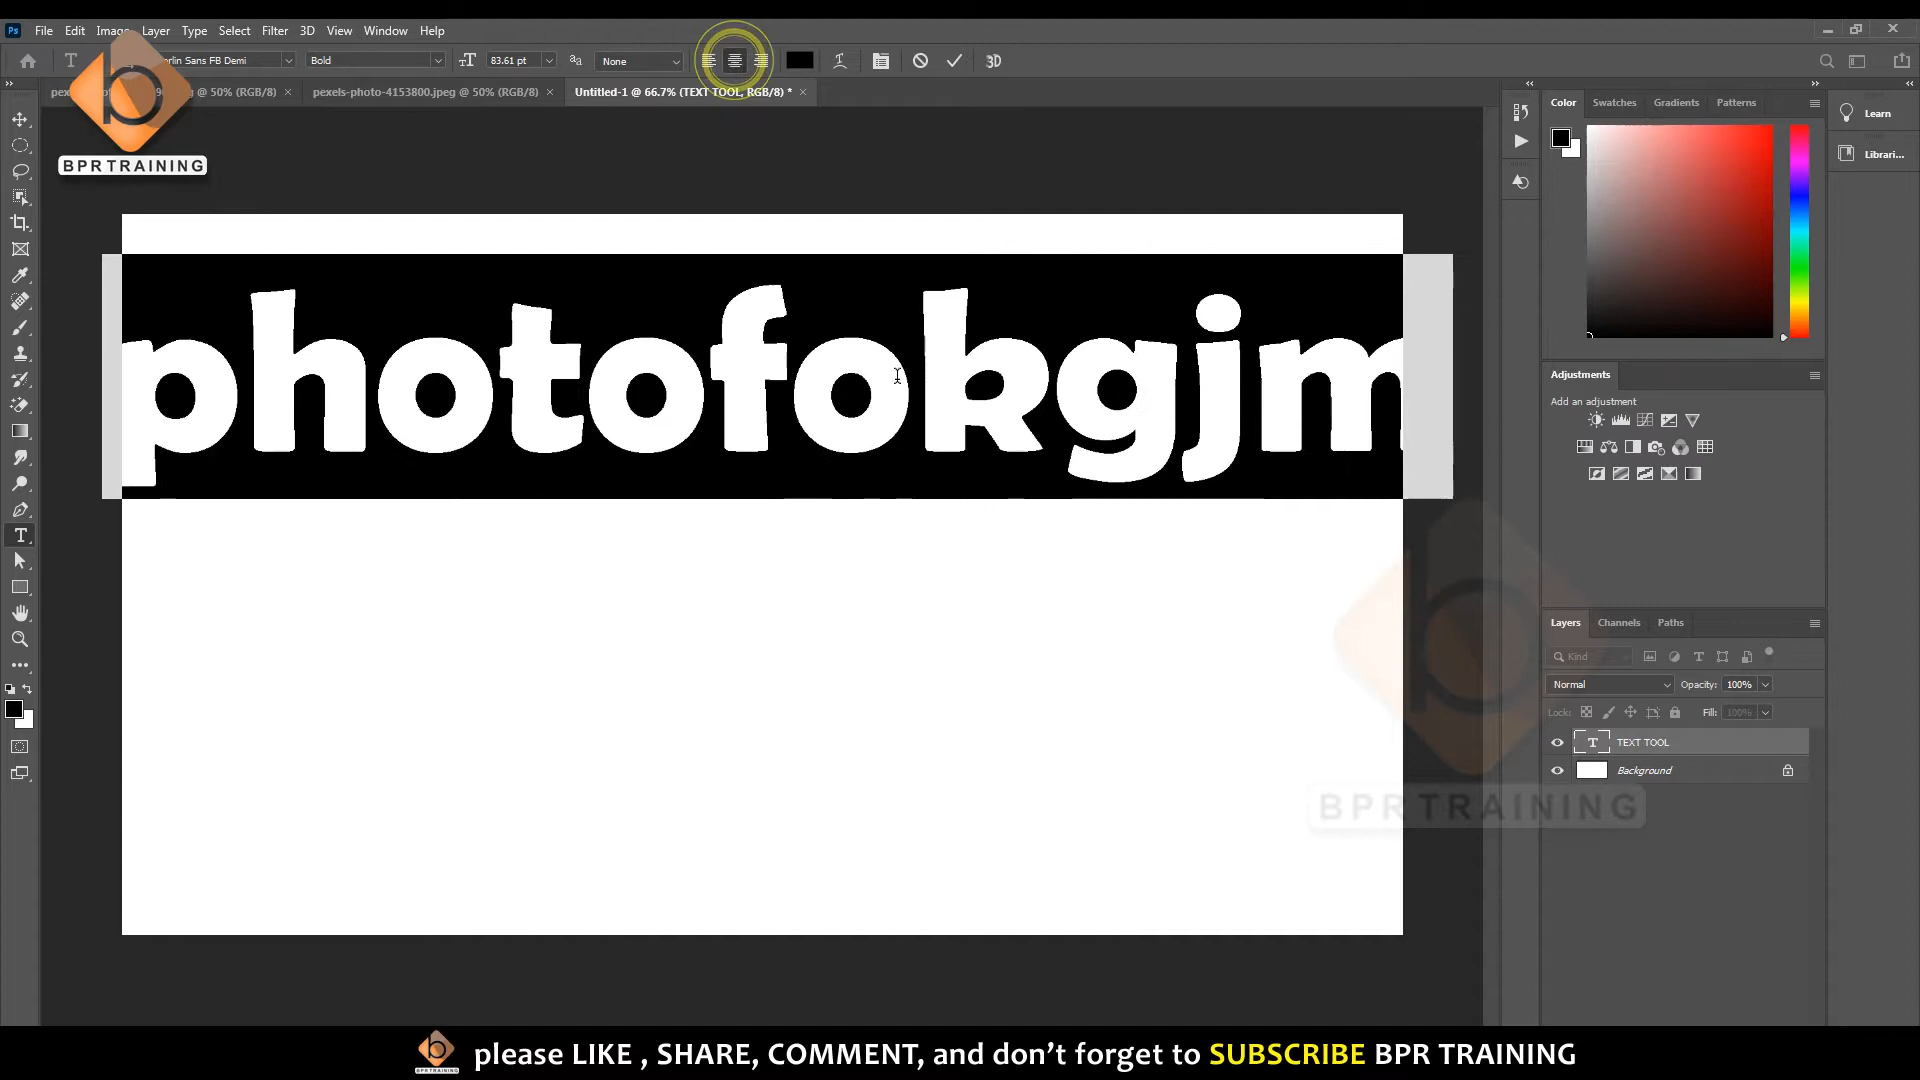 Ps File Edit Image Layer Type Select Filter 3D View Window Help
T rlin Sans FB Demi Bold 83.61 pt None 3D
@ 50% (RGB/8) × pexels-photo-4153800.jpeg @ 50% (RGB/8) × Untitled-1 @ 66.7% (TEXT TOOL, RGB/8) * ×
BPR TRAINING
photofokgjm
Color Swatches Gradients Patterns
Learn
Librari...
Adjustments
Add an adjustment
Layers Channels Paths
Kind
Normal Opacity: 100%
Lock: Fill: 100%
T TEXT TOOL
Background
BPR TRAINING
please LIKE , SHARE, COMMENT, and don't forget to SUBSCRIBE BPR TRAINING